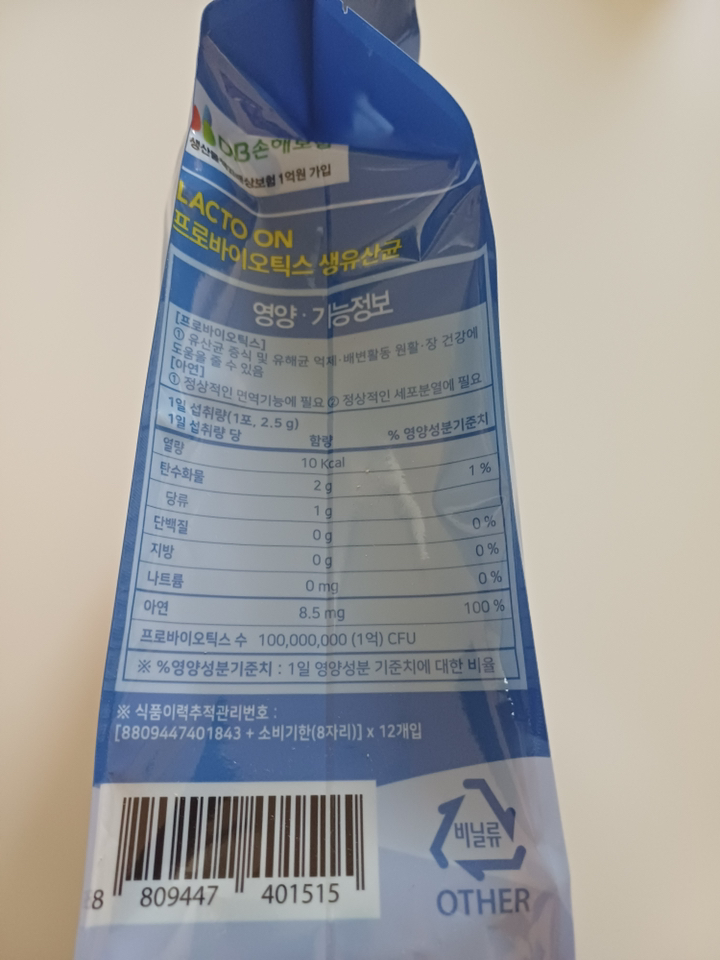 DB손해보험
생산물배상책임보험 1억원 가입
LACTO ON
프로바이오틱스 생유산균
영양·기능정보
[프로바이오틱스]
① 유산균 증식 및 유해균 억제·배변활동 원활·장 건강에
도움을 줄 수 있음
[아연]
① 정상적인 면역기능에 필요 ② 정상적인 세포분열에 필요
1일 섭취량(1포, 2.5 g)
1일 섭취량 당 함량 % 영양성분기준치
열량 10 Kcal
탄수화물 2 g 1 %
당류 1 g
단백질 0 g 0 %
지방 0 g 0 %
나트륨 0 mg 0 %
아연 8.5 mg 100 %
프로바이오틱스 수 100,000,000 (1억) CFU
※ %영양성분기준치 : 1일 영양성분 기준치에 대한 비율
※ 식품이력추적관리번호 :
[8809447401843 + 소비기한(8자리)] x 12개입
비닐류
OTHER
8 809447 401515